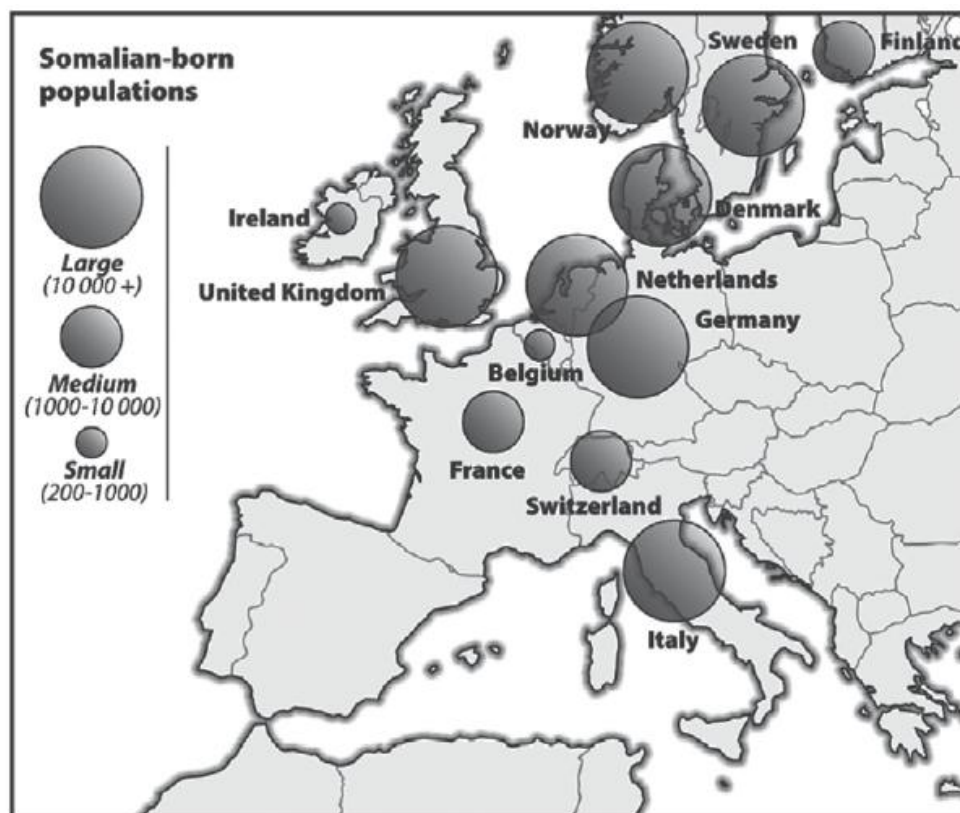 Somalian-born
populations
Large
(10 000 +)
Medium
(1000-10 000)
Small
(200-1000)
Sweden
Finland
Norway
Ireland
Denmark
United Kingdom
Netherlands
Germany
Belgium
France
Switzerland
Italy